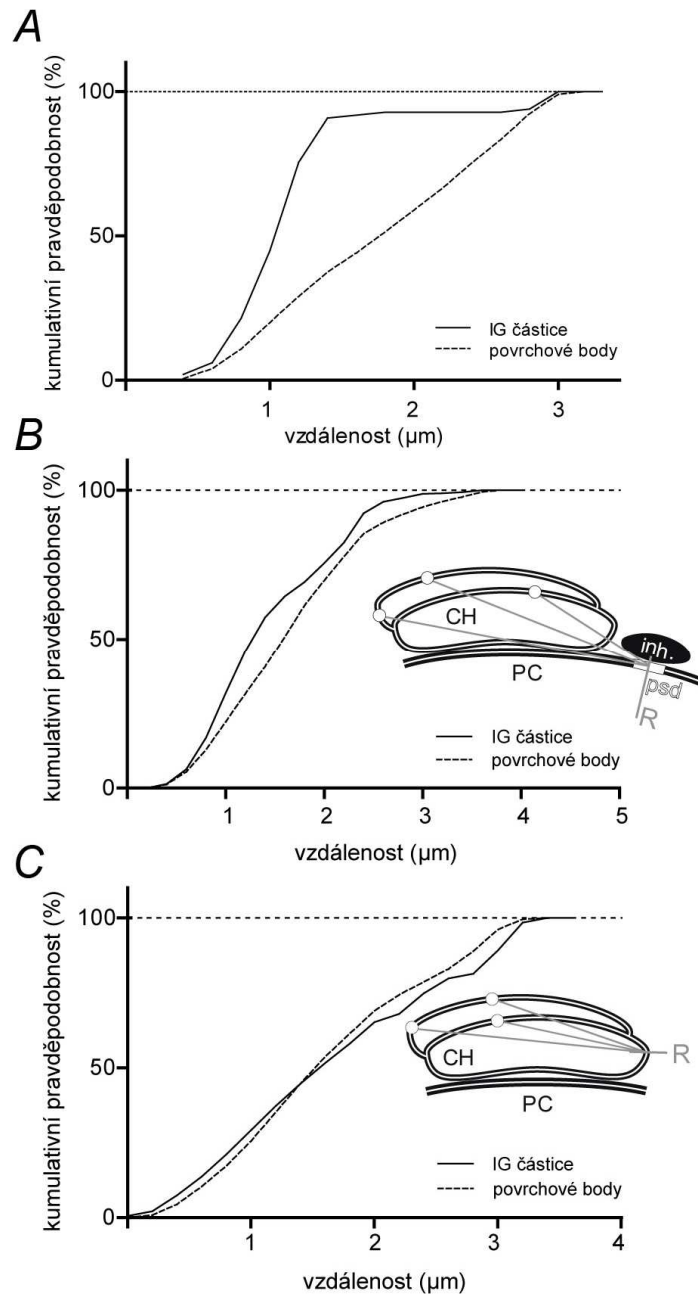 A
kumulativní pravděpodobnost (%)
100
50
0
IG částice
povrchové body
1 2 3
vzdálenost (μm)
B
kumulativní pravděpodobnost (%)
100
50
0
CH
inh.
PC
psd
R
IG částice
povrchové body
1 2 3 4 5
vzdálenost (μm)
C
kumulativní pravděpodobnost (%)
100
50
0
CH
R
PC
IG částice
povrchové body
1 2 3 4
vzdálenost (μm)